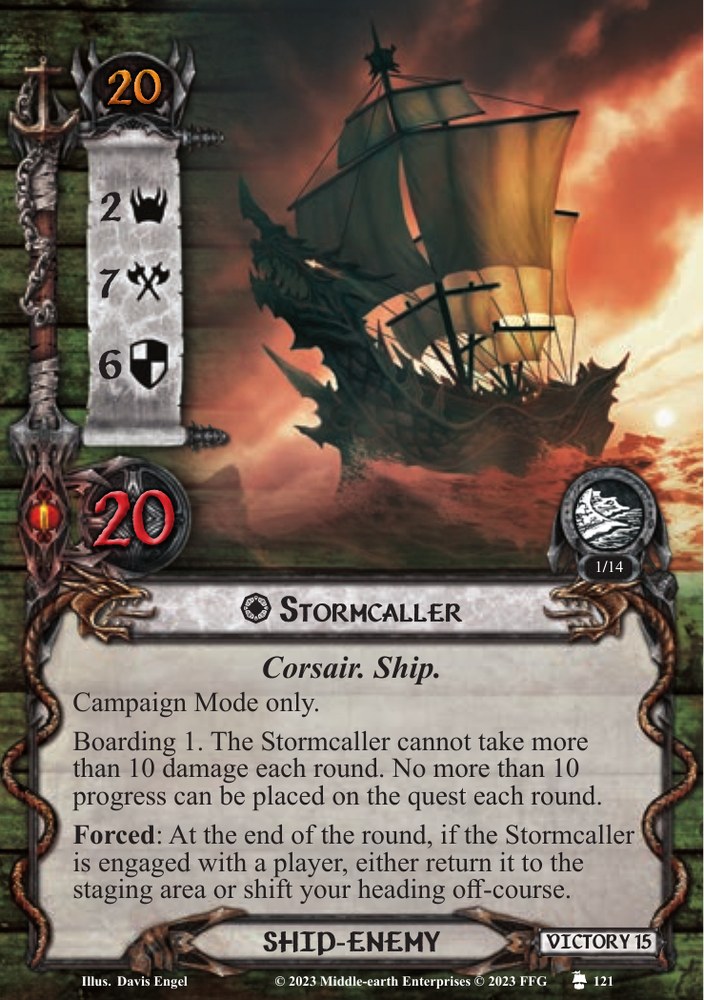 20
2
7
6
20
1/14
STORMCALLER
Corsair. Ship.
Campaign Mode only.
Boarding 1. The Stormcaller cannot take more
than 10 damage each round. No more than 10
progress can be placed on the quest each round.
Forced: At the end of the round, if the Stormcaller
is engaged with a player, either return it to the
staging area or shift your heading off-course.
SHIP-ENEMY
VICTORY 15
Illus. Davis Engel
© 2023 Middle-earth Enterprises © 2023 FFG
121